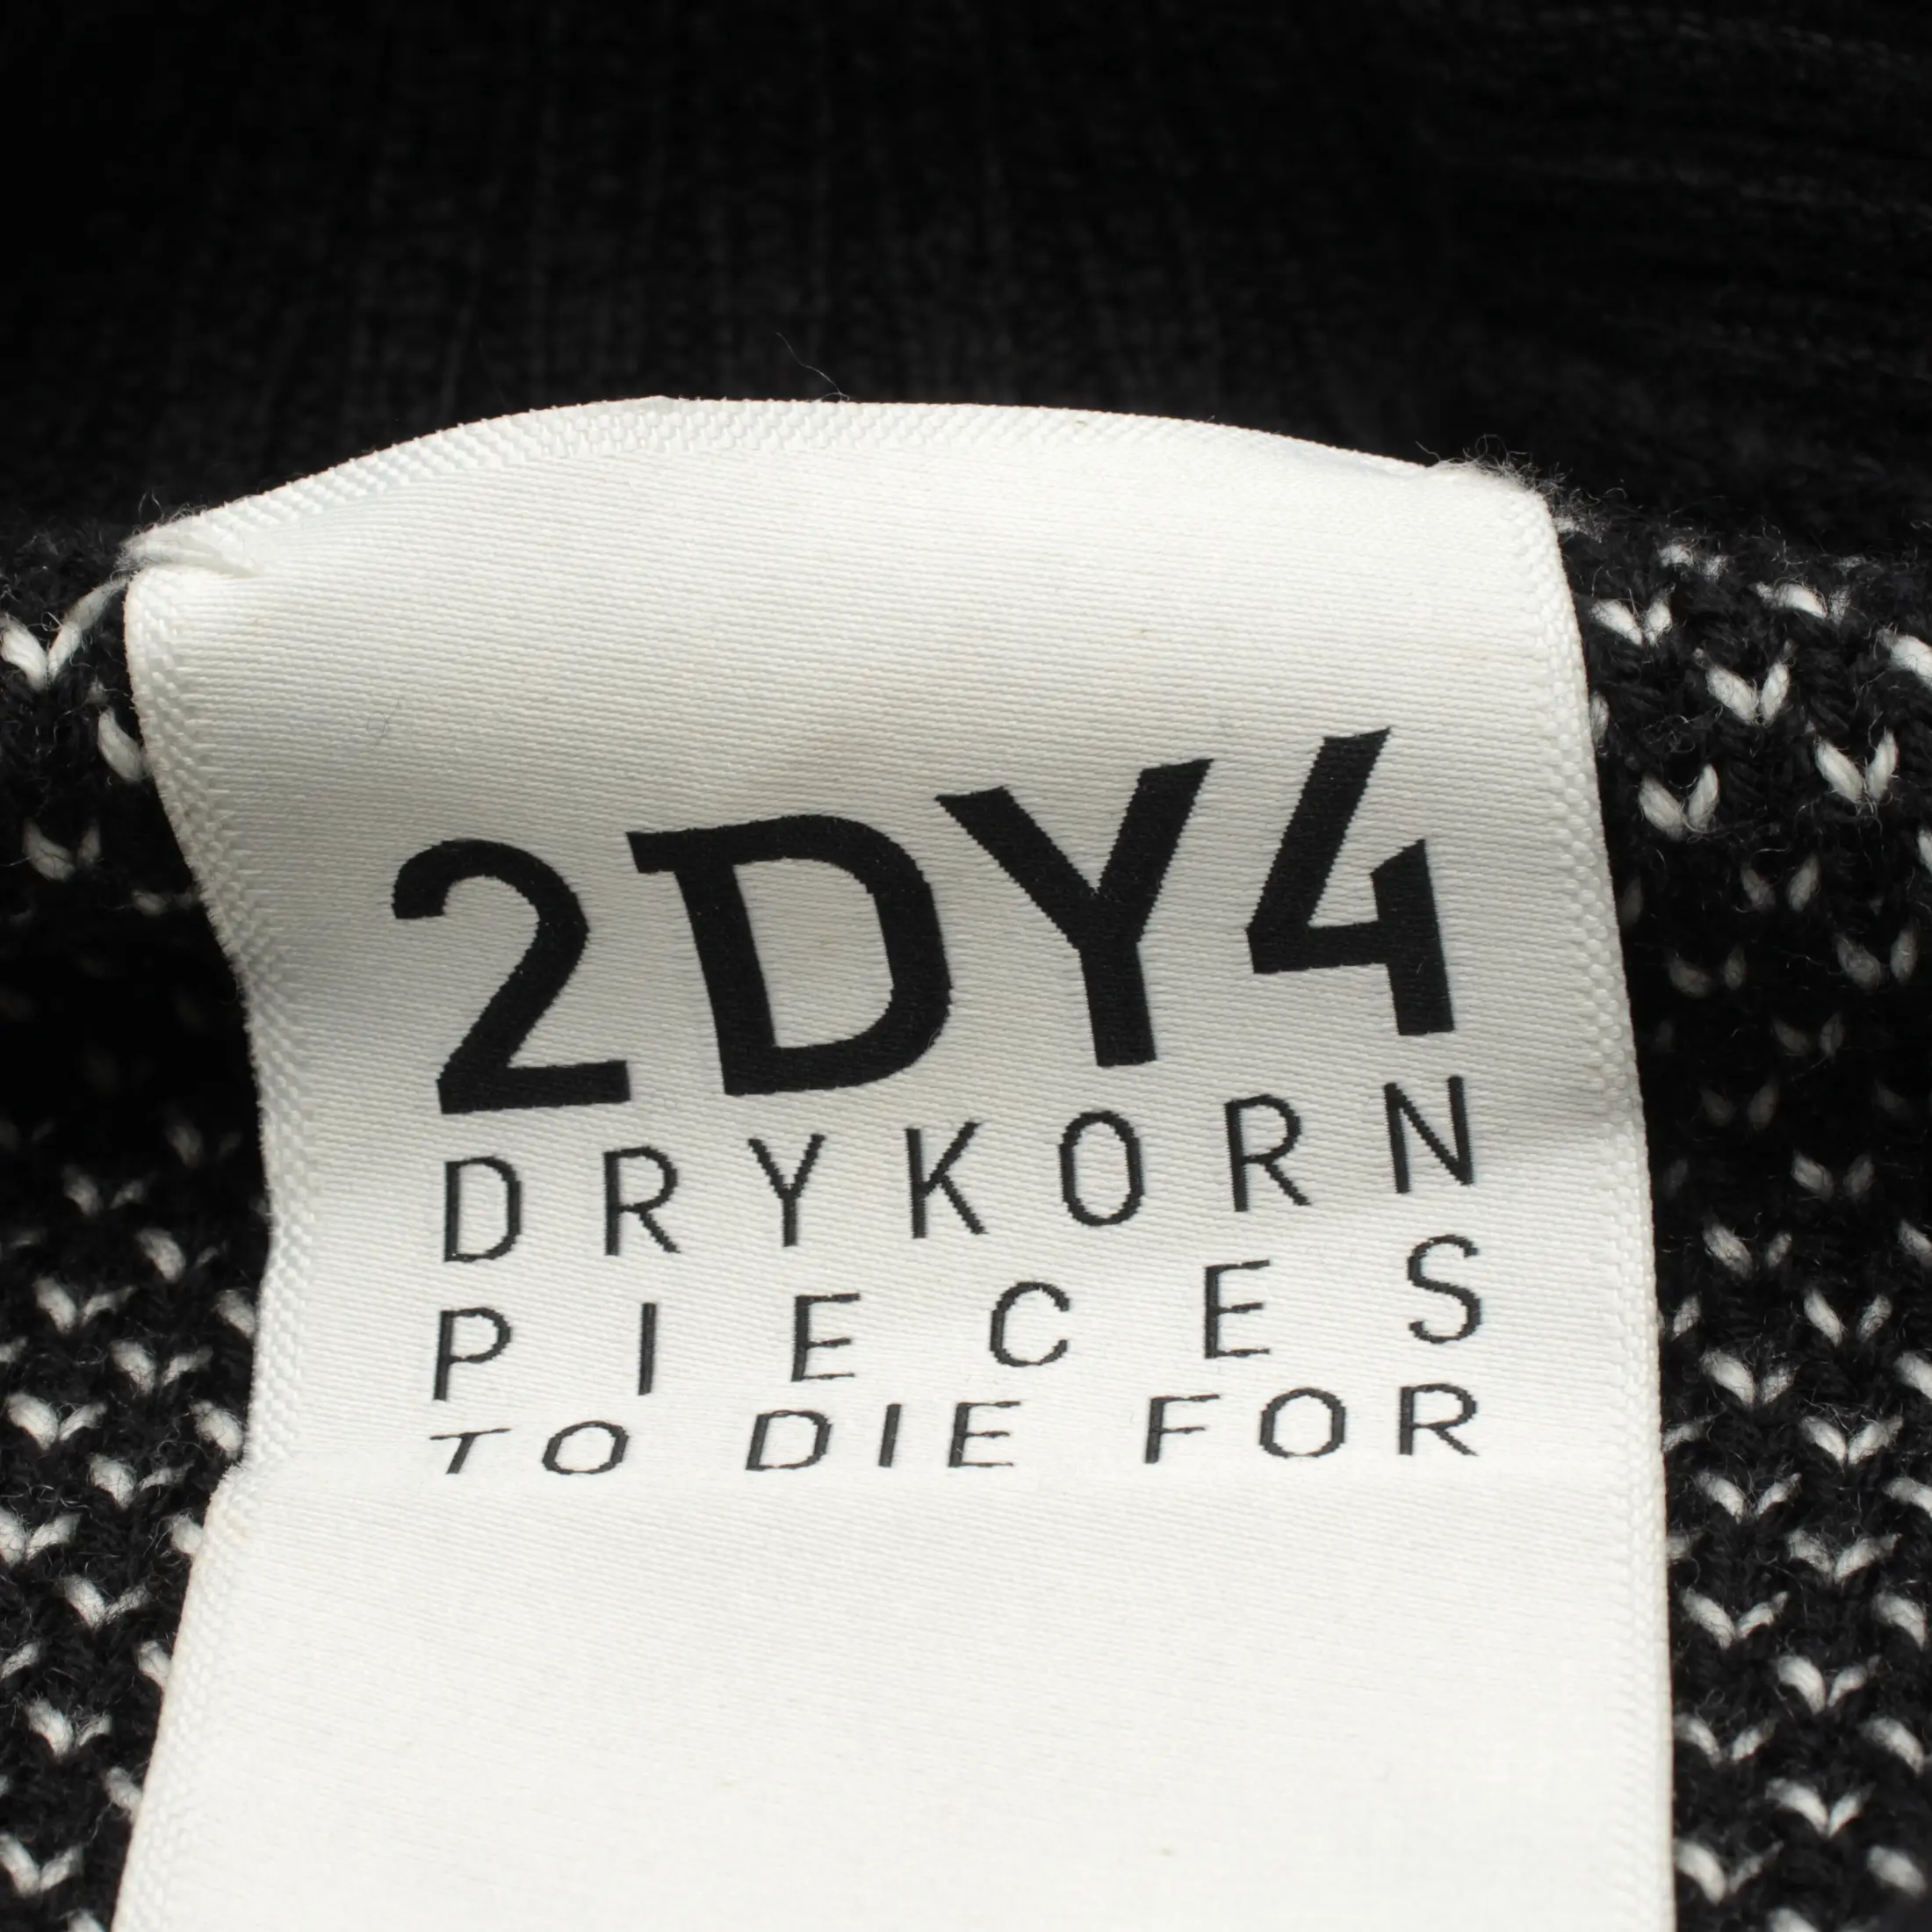 2DY4
DRYKORN
PIECES
TO DIE FOR